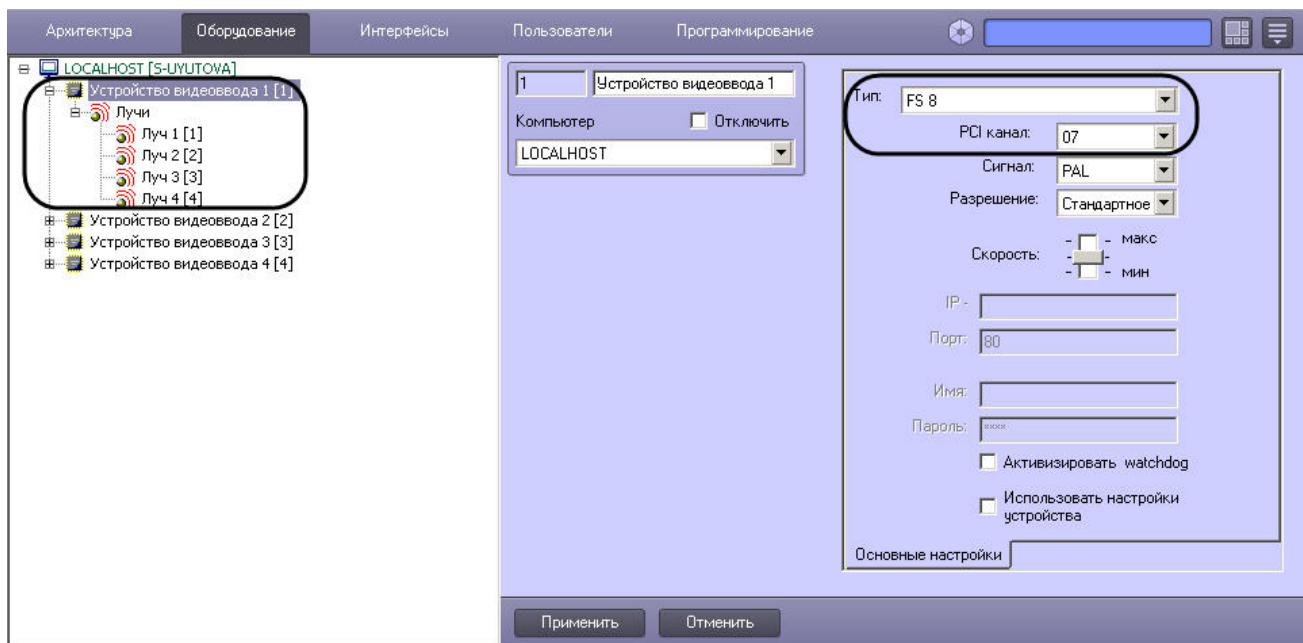 Архитектура Оборудование Интерфейсы Пользователи Программирование
LOCALHOST [S-UYUTOVA]
Устройство видеоввода 1 [1]
Лучи
Луч 1 [1]
Луч 2 [2]
Луч 3 [3]
Луч 4 [4]
Устройство видеоввода 2 [2]
Устройство видеоввода 3 [3]
Устройство видеоввода 4 [4]
1 Устройство видеоввода 1
Компьютер Отключить
LOCALHOST
Тип: FS 8
PCI канал: 07
Сигнал: PAL
Разрешение: Стандартное
макс
Скорость:
мин
IP -
Порт: 80
Имя:
Пароль: ****
Активизировать watchdog
Использовать настройки
устройства
Основные настройки
Применить Отменить